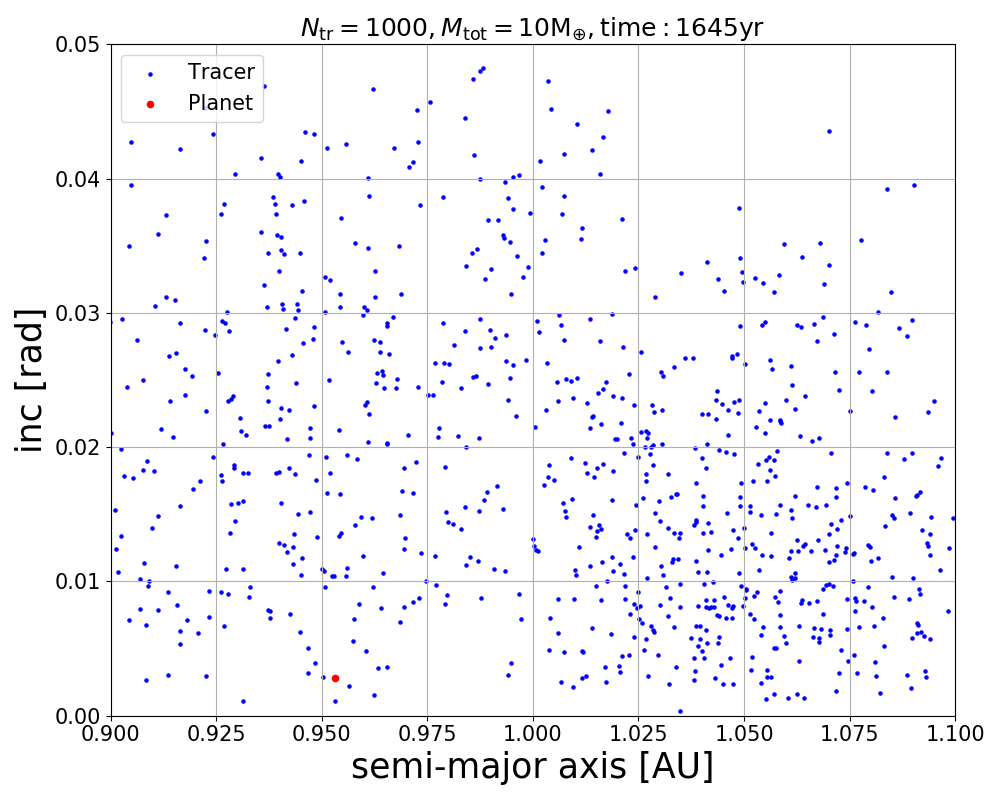 N_tr = 1000, M_tot = 10M_⊕, time : 1645yr
Tracer
Planet
0.05
0.04
0.03
0.02
0.01
0.00
inc [rad]
0.900 0.925 0.950 0.975 1.000 1.025 1.050 1.075 1.100
semi-major axis [AU]